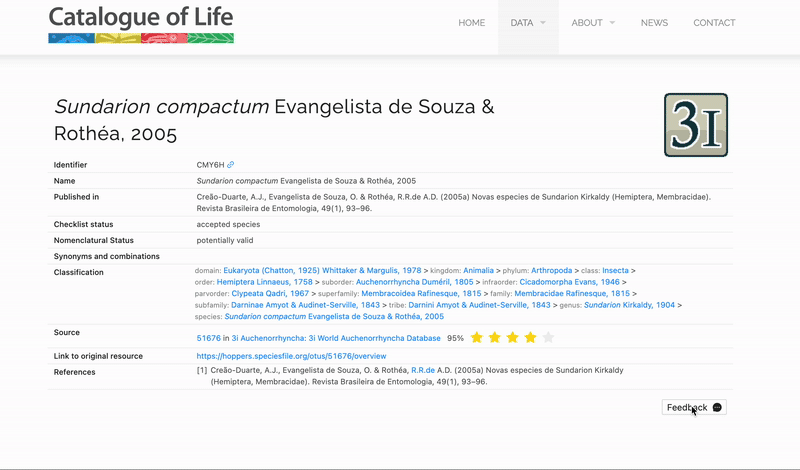 Catalogue of Life
HOME DATA ABOUT NEWS CONTACT
Sundarion compactum Evangelista de Souza &
Rothéa, 2005
3I
Identifier CMY6H
Name Sundarion compactum Evangelista de Souza & Rothéa, 2005
Published in Creão-Duarte, A.J., Evangelista de Souza, O. & Rothéa, R.R.de A.D. (2005a) Novas especies de Sundarion Kirkaldy (Hemiptera, Membracidae).
Revista Brasileira de Entomologia, 49(1), 93–96.
Checklist status accepted species
Nomenclatural Status potentially valid
Synonyms and combinations
Classification domain: Eukaryota (Chatton, 1925) Whittaker & Margulis, 1978 > kingdom: Animalia > phylum: Arthropoda > class: Insecta >
order: Hemiptera Linnaeus, 1758 > suborder: Auchenorrhyncha Duméril, 1805 > infraorder: Cicadomorpha Evans, 1946 >
parvorder: Clypeata Qadri, 1967 > superfamily: Membracoidea Rafinesque, 1815 > family: Membracidae Rafinesque, 1815 >
subfamily: Darninae Amyot & Audinet-Serville, 1843 > tribe: Darnini Amyot & Audinet-Serville, 1843 > genus: Sundarion Kirkaldy, 1904 >
species: Sundarion compactum Evangelista de Souza & Rothéa, 2005
Source 51676 in 3i Auchenorrhyncha: 3i World Auchenorrhyncha Database 95%
Link to original resource https://hoppers.speciesfile.org/otus/51676/overview
References [1] Creão-Duarte, A.J., Evangelista de Souza, O. & Rothéa, R.R.de A.D. (2005a) Novas especies de Sundarion Kirkaldy
(Hemiptera, Membracidae). Revista Brasileira de Entomologia, 49(1), 93–96.
Feedback